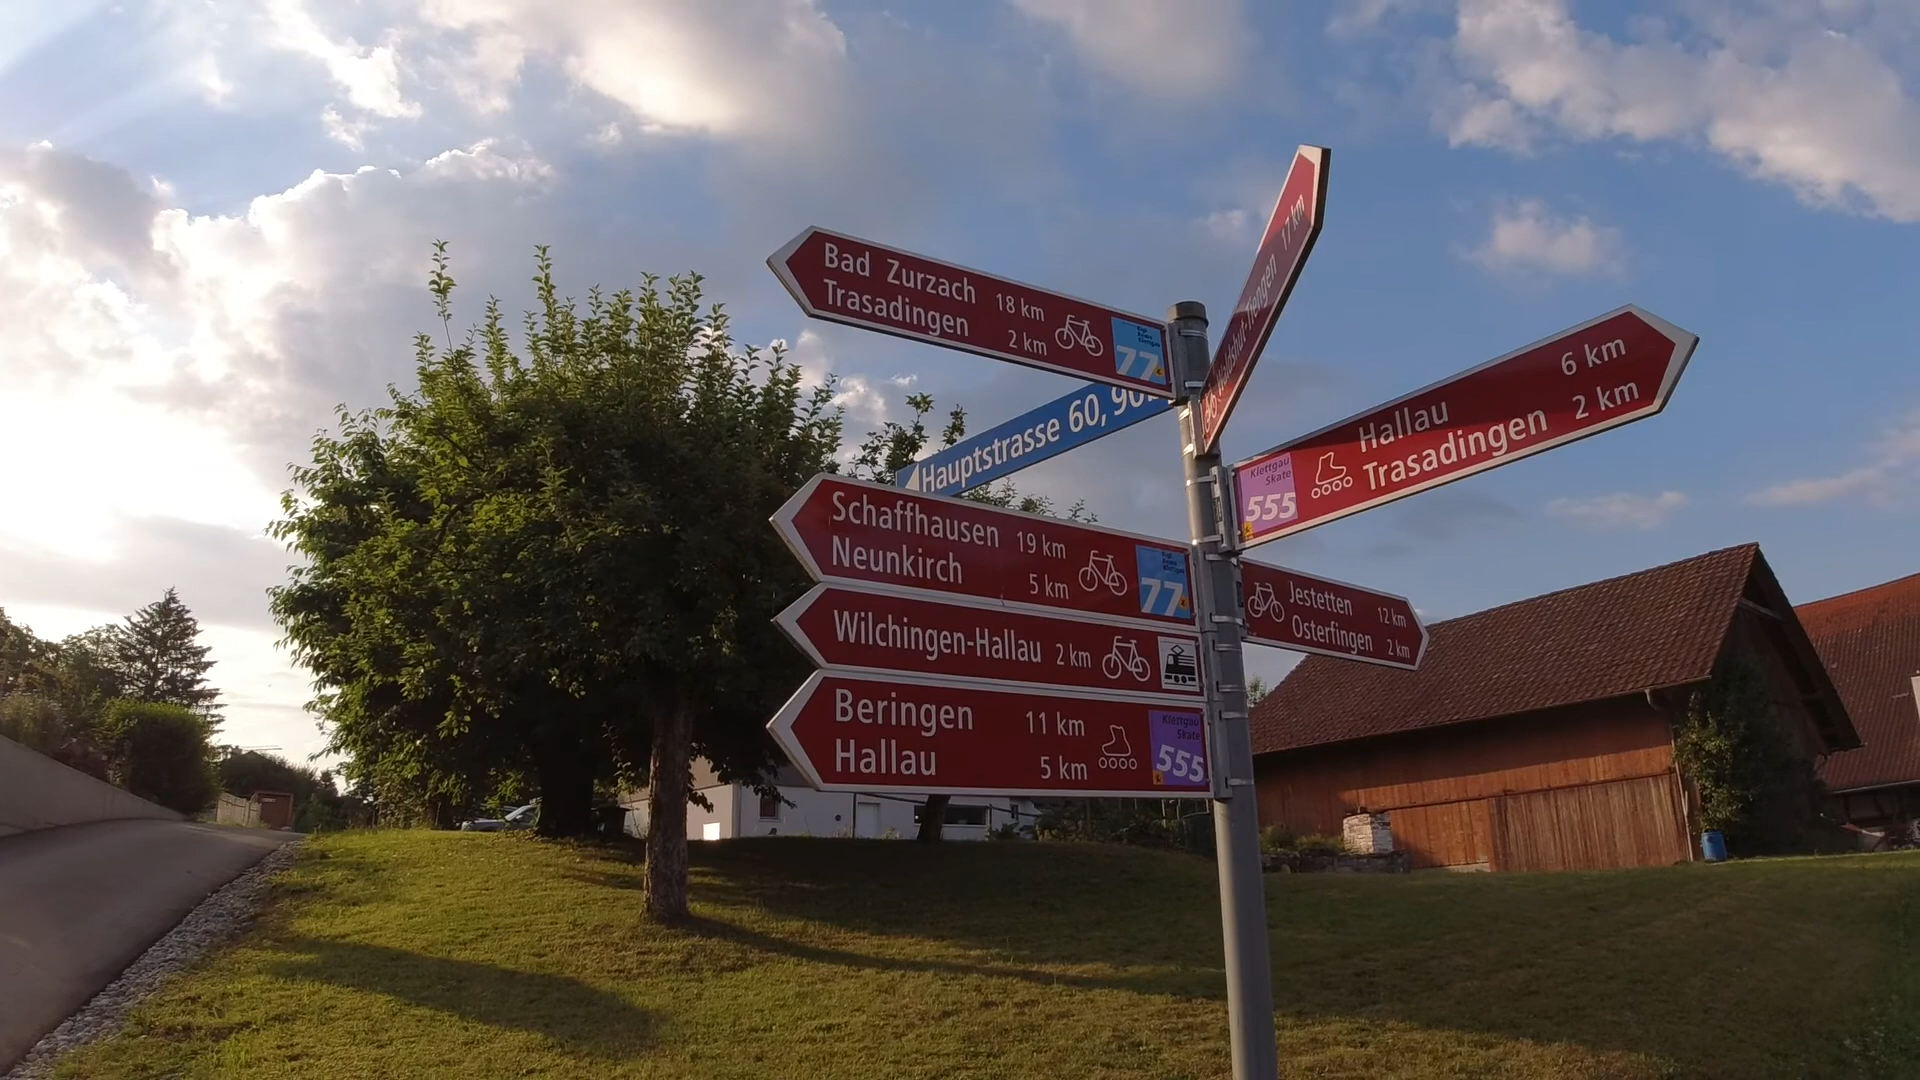 Bad Zurzach 18 km
Trasadingen 2 km
77
Waldshut-Tiengen 17 km
Hauptstrasse 60, 90
Hallau 6 km
Trasadingen 2 km
Klettgau
Skate
555
Schaffhausen 19 km
Neunkirch 5 km
77
Jestetten 12 km
Osterfingen 2 km
Wilchingen-Hallau 2 km
Beringen 11 km
Hallau 5 km
Klettgau
Skate
555